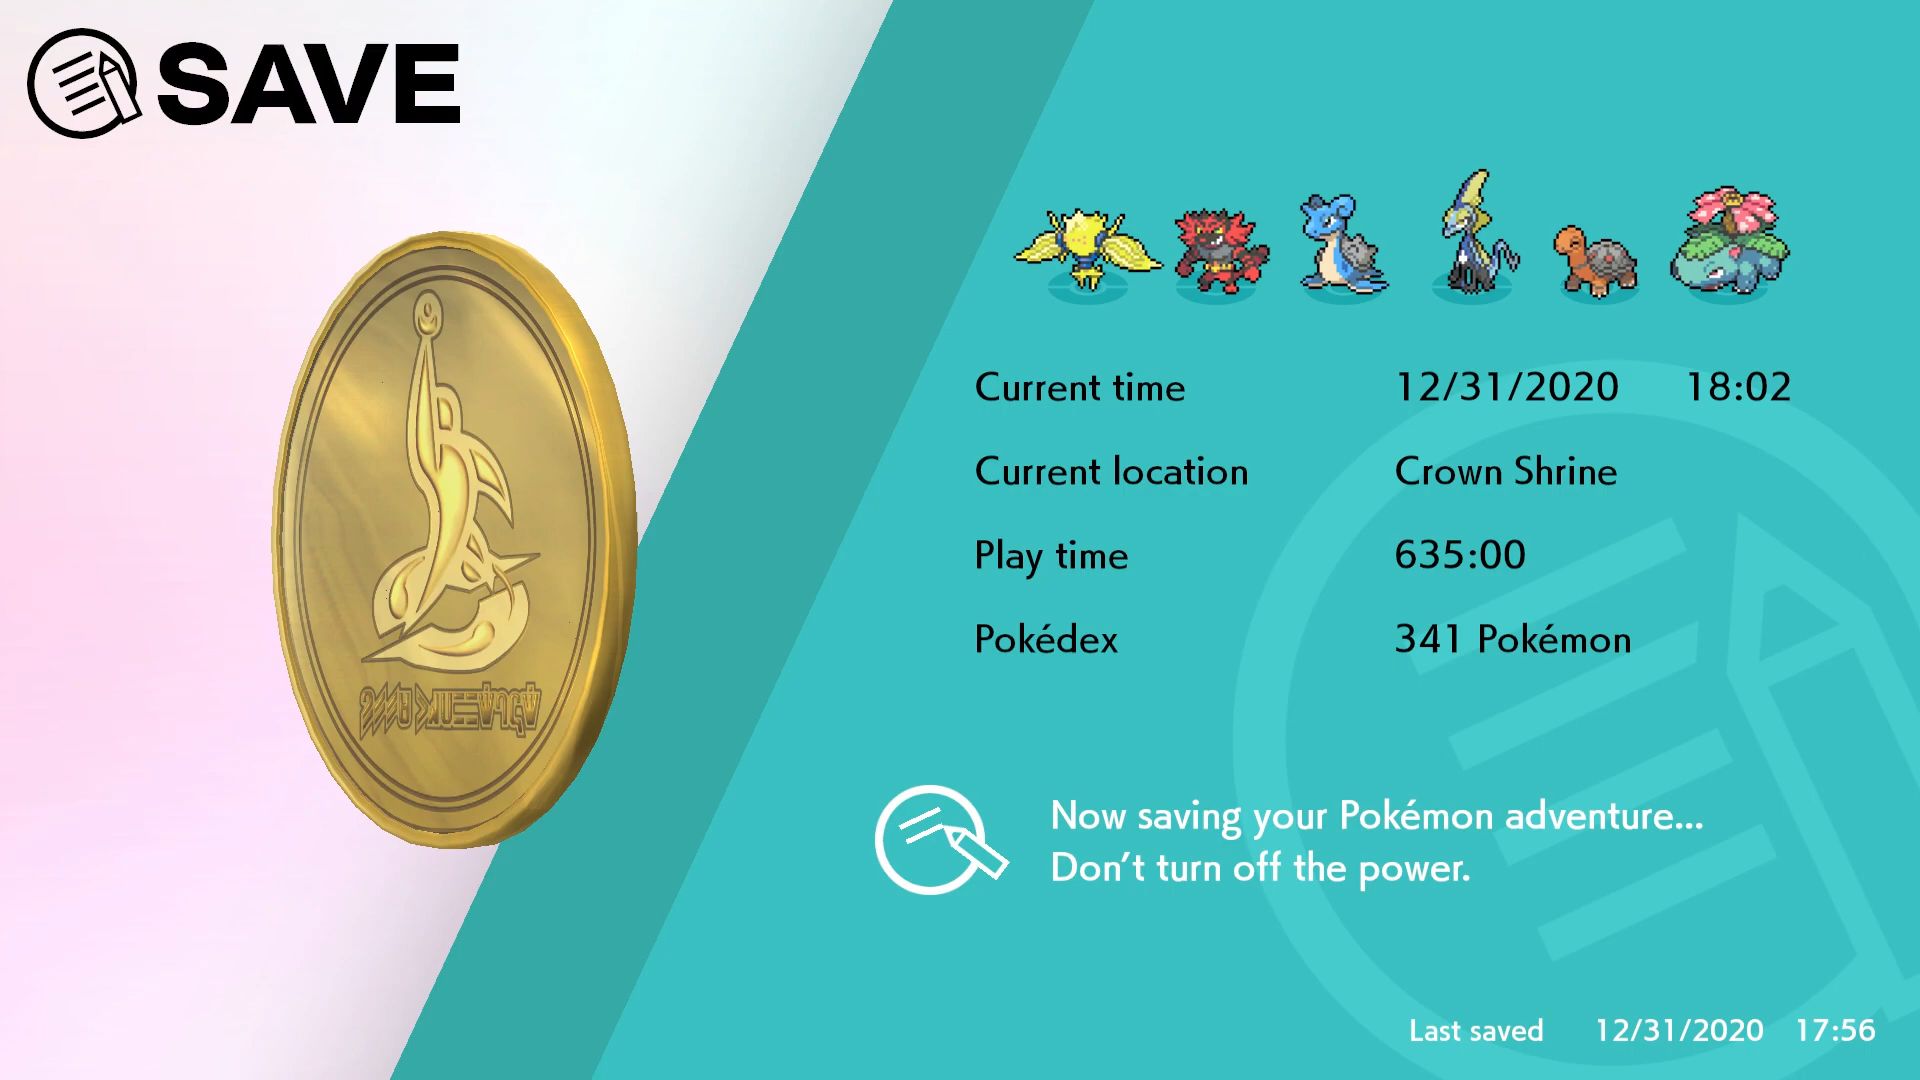 SAVE
Current time 12/31/2020 18:02
Current location Crown Shrine
Play time 635:00
Pokédex 341 Pokémon
Now saving your Pokémon adventure...
Don't turn off the power.
Last saved 12/31/2020 17:56